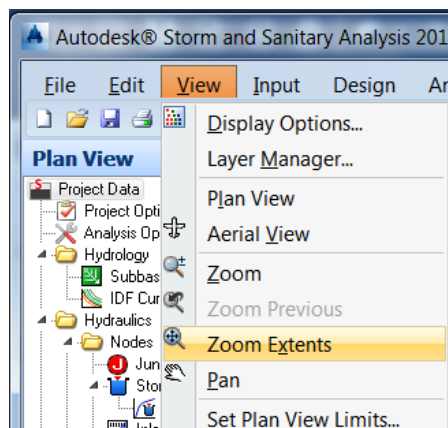 Autodesk® Storm and Sanitary Analysis 201
File Edit View Input Design
Display Options...
Plan View
Layer Manager...
Project Data
Plan View
Project Opti
Analysis Op
Aerial View
Hydrology
Subbas
Zoom
IDF Cur
Zoom Previous
Hydraulics
Nodes
Zoom Extents
Jun
Stor
Pan
Set Plan View Limits...